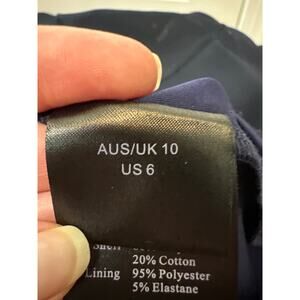 AUS/UK 10
US 6
20% Cotton
Lining 95% Polyester
5% Elastane